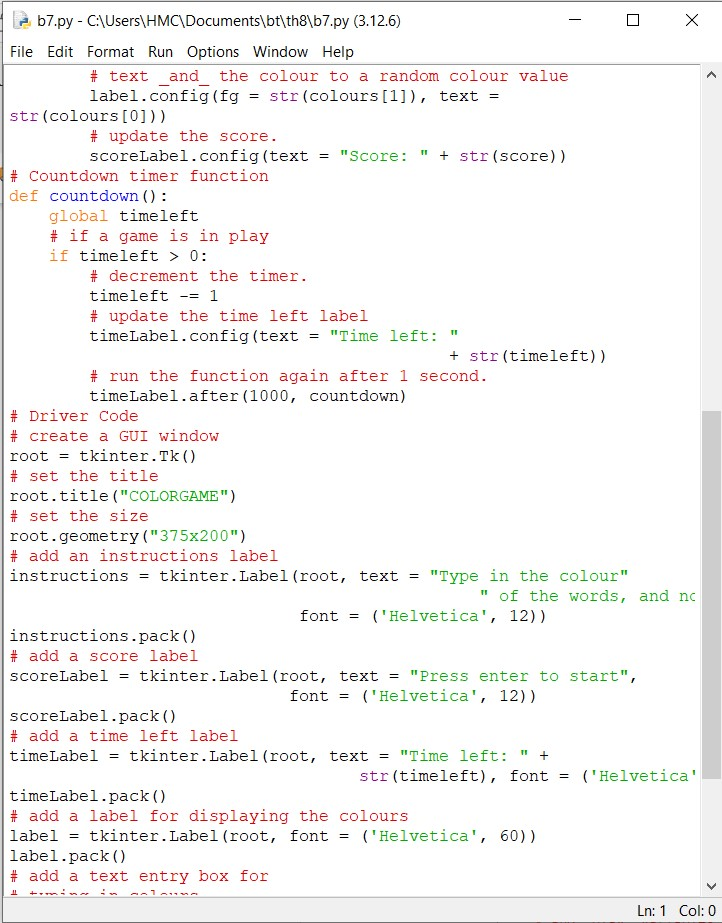 b7.py - C:\Users\HMC\Documents\bt\th8\b7.py (3.12.6)
File Edit Format Run Options Window Help
        # text _and_ the colour to a random colour value
        label.config(fg = str(colours[1]), text =
str(colours[0]))
        # update the score.
        scoreLabel.config(text = "Score: " + str(score))
# Countdown timer function
def countdown():
    global timeleft
    # if a game is in play
    if timeleft > 0:
        # decrement the timer.
        timeleft -= 1
        # update the time left label
        timeLabel.config(text = "Time left: "
                                            + str(timeleft))
        # run the function again after 1 second.
        timeLabel.after(1000, countdown)
# Driver Code
# create a GUI window
root = tkinter.Tk()
# set the title
root.title("COLORGAME")
# set the size
root.geometry("375x200")
# add an instructions label
instructions = tkinter.Label(root, text = "Type in the colour"
                                               " of the words, and
                             font = ('Helvetica', 12))
instructions.pack()
# add a score label
scoreLabel = tkinter.Label(root, text = "Press enter to start",
                            font = ('Helvetica', 12))
scoreLabel.pack()
# add a time left label
timeLabel = tkinter.Label(root, text = "Time left: " +
                                   str(timeleft), font = ('Helvetica'
timeLabel.pack()
# add a label for displaying the colours
label = tkinter.Label(root, font = ('Helvetica', 60))
label.pack()
# add a text entry box for
# typing in colours
Ln: 1 Col: 0